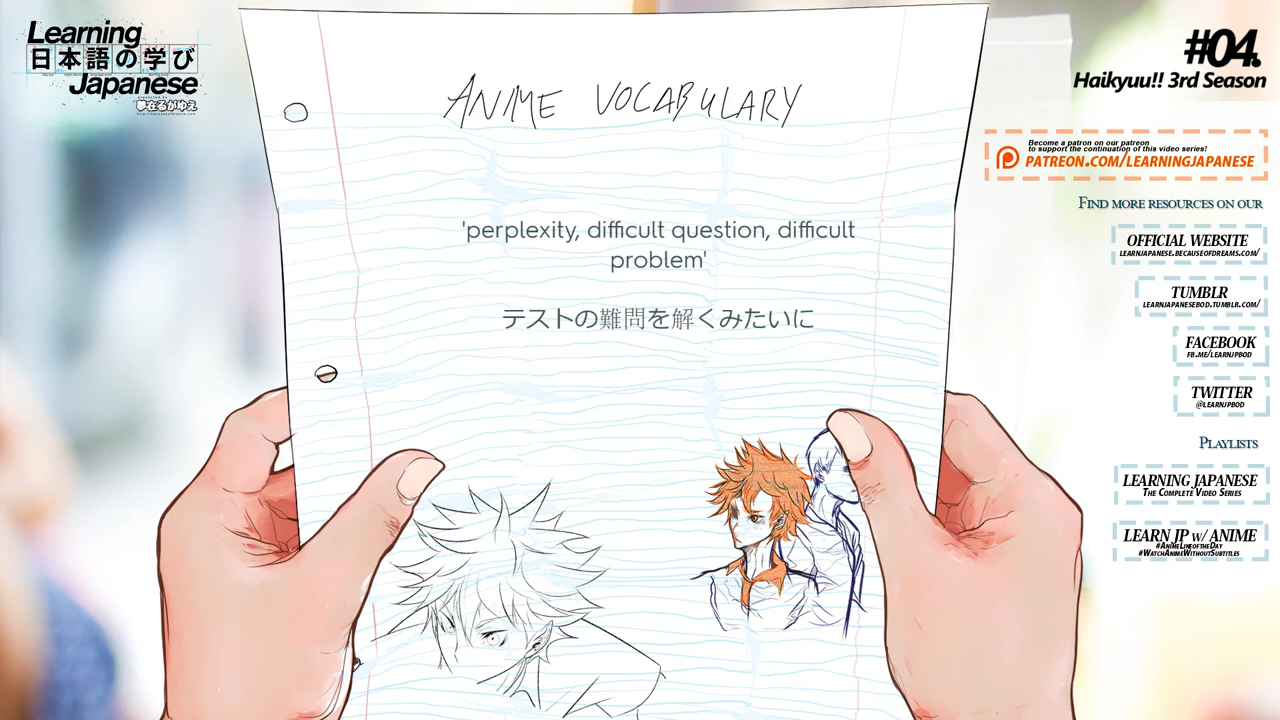 Learning
日本語の学び
Japanese
夢在るがゆえ
#04.
Haikyuu!! 3rd Season
ANIME VOCABULARY
'perplexity, difficult question, difficult
problem'
テストの難問を解くみたいに
Become a patron on our patreon
to support the continuation of this video series!
PATREON.COM/LEARNINGJAPANESE
FIND MORE RESOURCES ON OUR
OFFICIAL WEBSITE
LEARNJAPANESE.BECAUSEOFDREAMS.COM/
TUMBLR
LEARNJAPANESEBOD.TUMBLR.COM/
FACEBOOK
FB.ME/LEARNJPBOD
TWITTER
@LEARNJPBOD
PLAYLISTS
LEARNING JAPANESE
THE COMPLETE VIDEO SERIES
LEARN JP W/ ANIME
#ANIMELINEOFTHEDAY
#WATCHANIMEWITHOUTSUBTITLES